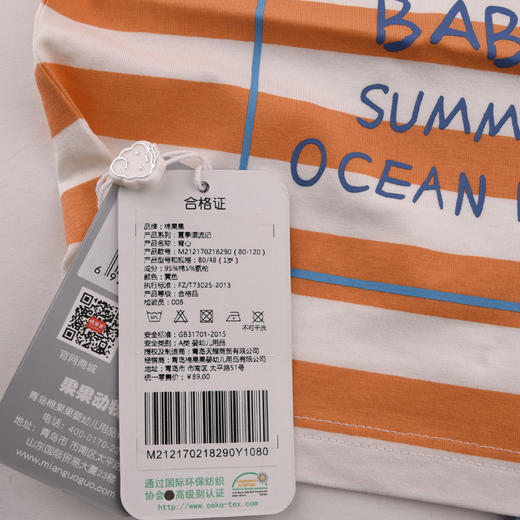 BAB
SUMM
OCEAN
合格证
品牌：棉果果
产品系列：夏季漂流记
产品名称：背心
产品款号：M212170218290（80-120）
产品型号和规格：80/48（1岁）
成分：95%棉5%氨纶
颜色：黄色
执行标准：FZ/T73025-2013
产品等级：合格品
检验员：008
不可干洗
安全标准：GB31701-2015
安全类别：A类 婴幼儿用品
授权及制造商：青岛天耀商贸有限公司
经销商：青岛棉果果婴幼儿用品有限公司
地址：青岛市 市南区 太平路51号
统一零售价：¥89.00
M212170218290Y1080
通过国际环保纺织
协会 高级别认证
http://www.oeko-tex.com/
官网商城
果果动物
青岛棉果果婴幼儿用品有限
电话：400-0170-22
青岛市 市南区太平路
山东国际贸易大厦23
www.mianguoguo.com